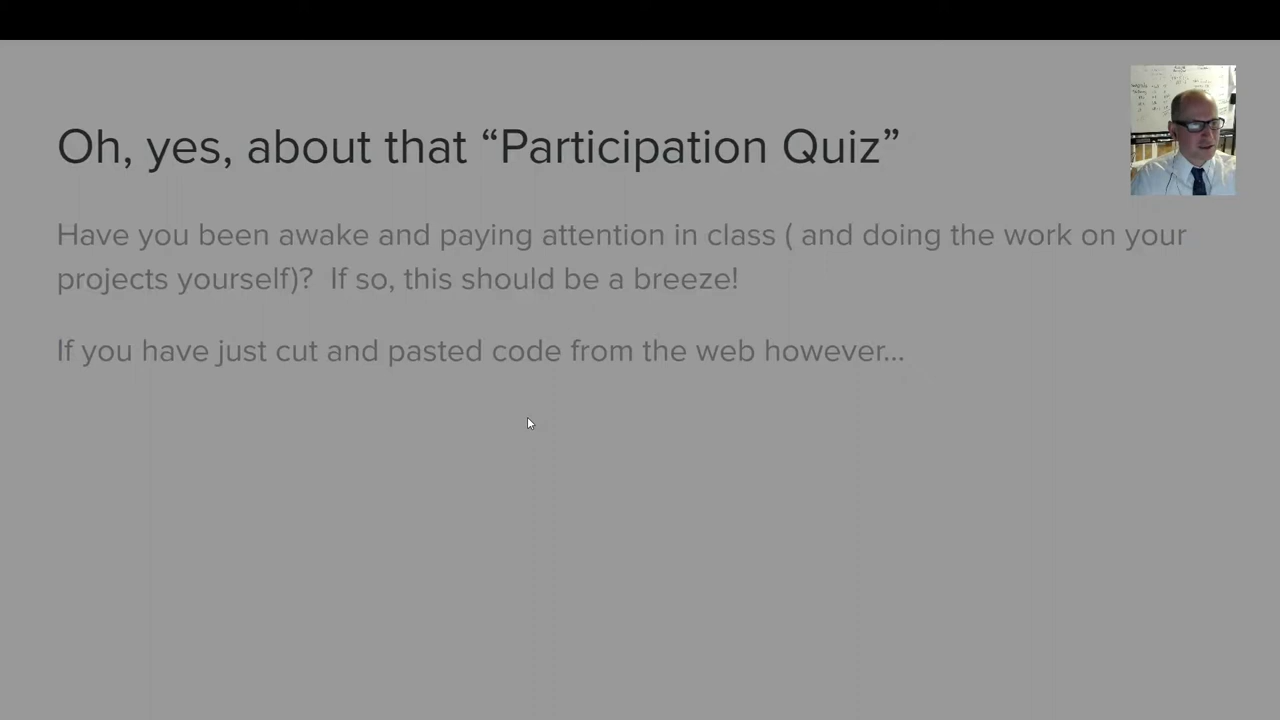 Oh, yes, about that “Participation Quiz”
Have you been awake and paying attention in class ( and doing the work on your
projects yourself)?  If so, this should be a breeze!
If you have just cut and pasted code from the web however...